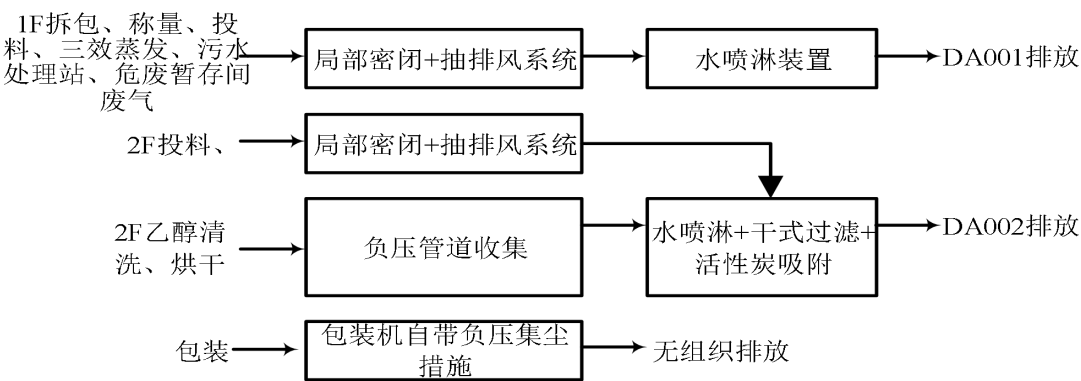 1F拆包、称量、投
料、三效蒸发、污水
处理站、危废暂存间
废气
局部密闭+抽排风系统
水喷淋装置
DA001排放
2F投料、
局部密闭+抽排风系统
2F乙醇清
洗、烘干
负压管道收集
水喷淋+干式过滤+
活性炭吸附
DA002排放
包装
包装机自带负压集尘
措施
无组织排放